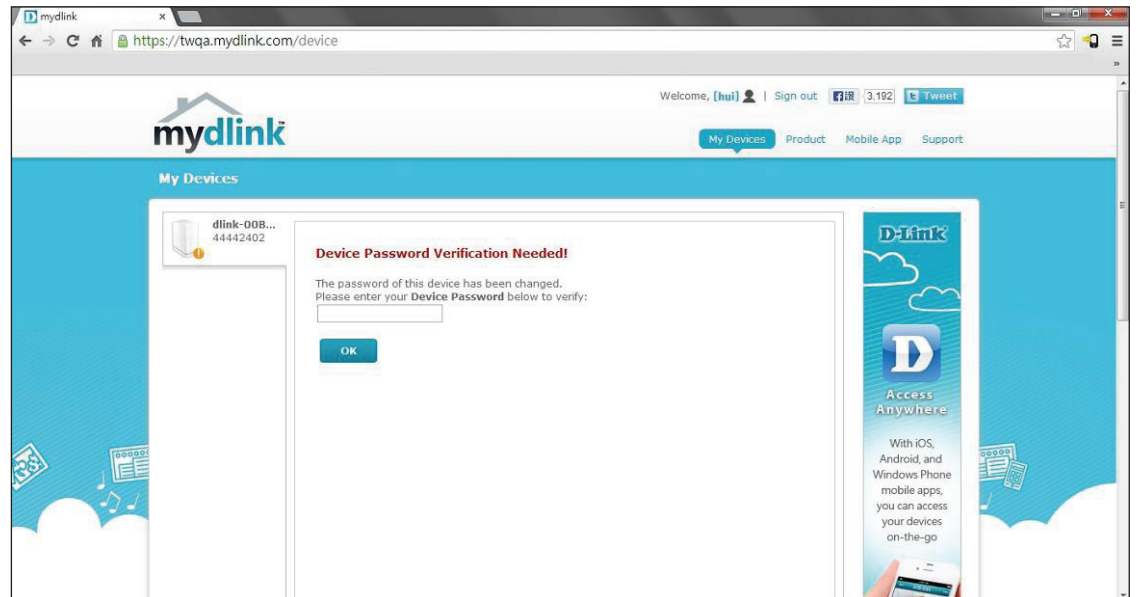 mydlink
https://twqa.mydlink.com/device
Welcome, [hui] | Sign out 讚 3,192 Tweet
mydlink
My Devices Product Mobile App Support
My Devices
dlink-00B...
44442402
Device Password Verification Needed!
The password of this device has been changed.
Please enter your Device Password below to verify:
OK
D-Link
D
Access
Anywhere
With iOS,
Android, and
Windows Phone
mobile apps,
you can access
your devices
on-the-go